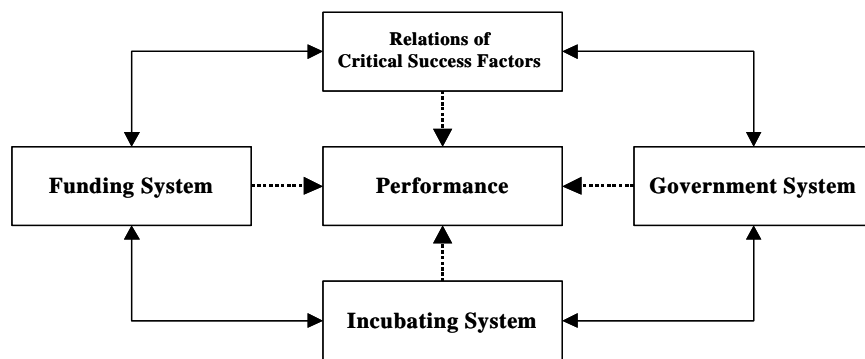 Relations of
Critical Success Factors
Funding System
Performance
Government System
Incubating System